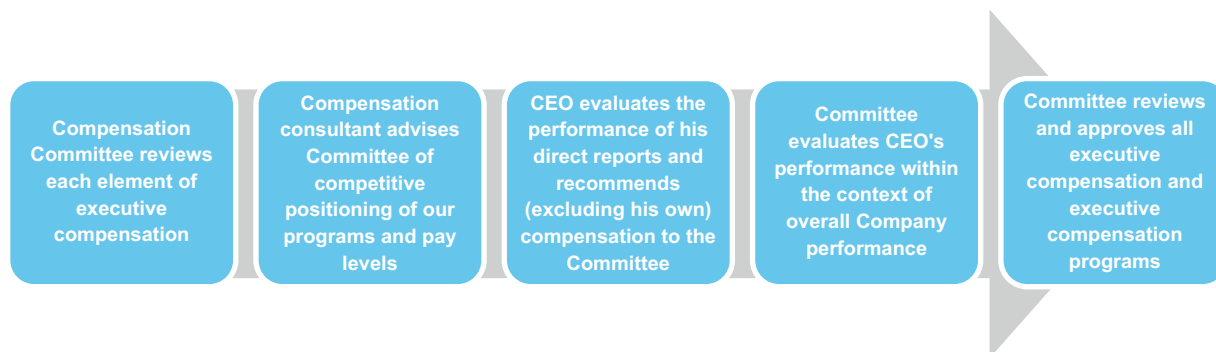 Compensation
Committee reviews
each element of
executive
compensation
Compensation
consultant advises
Committee of
competitive
positioning of our
programs and pay
levels
CEO evaluates the
performance of his
direct reports and
recommends
(excluding his own)
compensation to the
Committee
Committee
evaluates CEO's
performance within
the context of
overall Company
performance
Committee reviews
and approves all
executive
compensation and
executive
compensation
programs